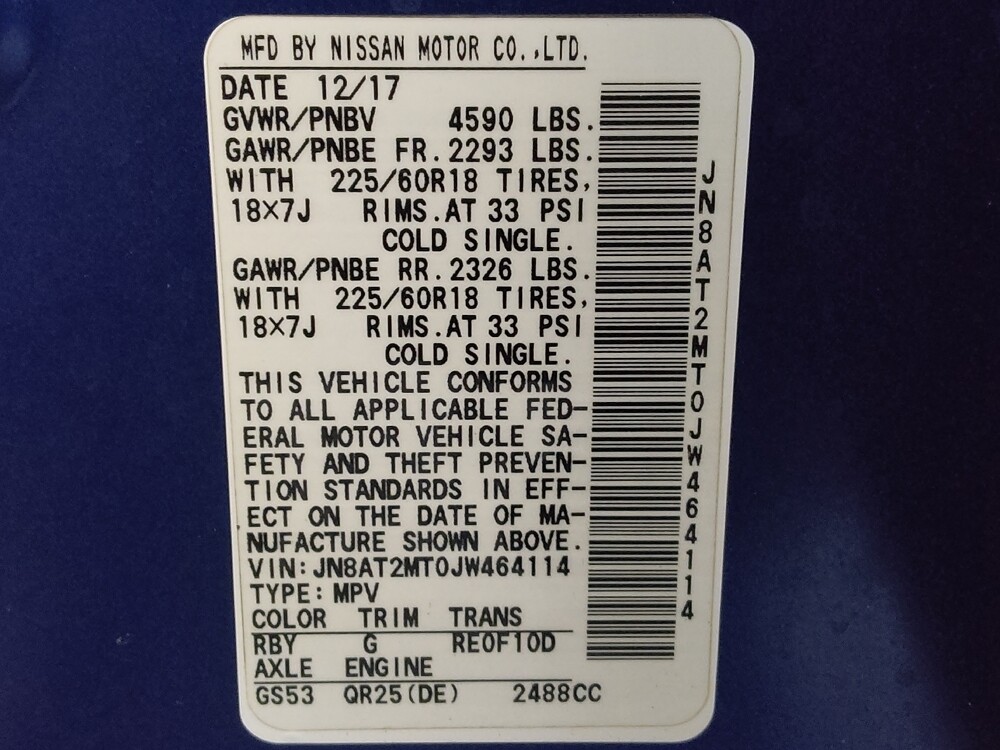 MFD BY NISSAN MOTOR CO.,LTD.
DATE 12/17
GVWR/PNBV 4590 LBS.
GAWR/PNBE FR. 2293 LBS.
WITH 225/60R18 TIRES,
18×7J RIMS.AT 33 PSI
COLD SINGLE.
GAWR/PNBE RR. 2326 LBS.
WITH 225/60R18 TIRES,
18×7J RIMS.AT 33 PSI
COLD SINGLE.
THIS VEHICLE CONFORMS
TO ALL APPLICABLE FED-
ERAL MOTOR VEHICLE SA-
FETY AND THEFT PREVEN-
TION STANDARDS IN EFF-
ECT ON THE DATE OF MA-
NUFACTURE SHOWN ABOVE.
VIN:JN8AT2MT0JW464114
TYPE:MPV
COLOR TRIM TRANS
RBY G RE0F10D
AXLE ENGINE
GS53 QR25(DE) 2488CC
JN8AT2MT0JW464114